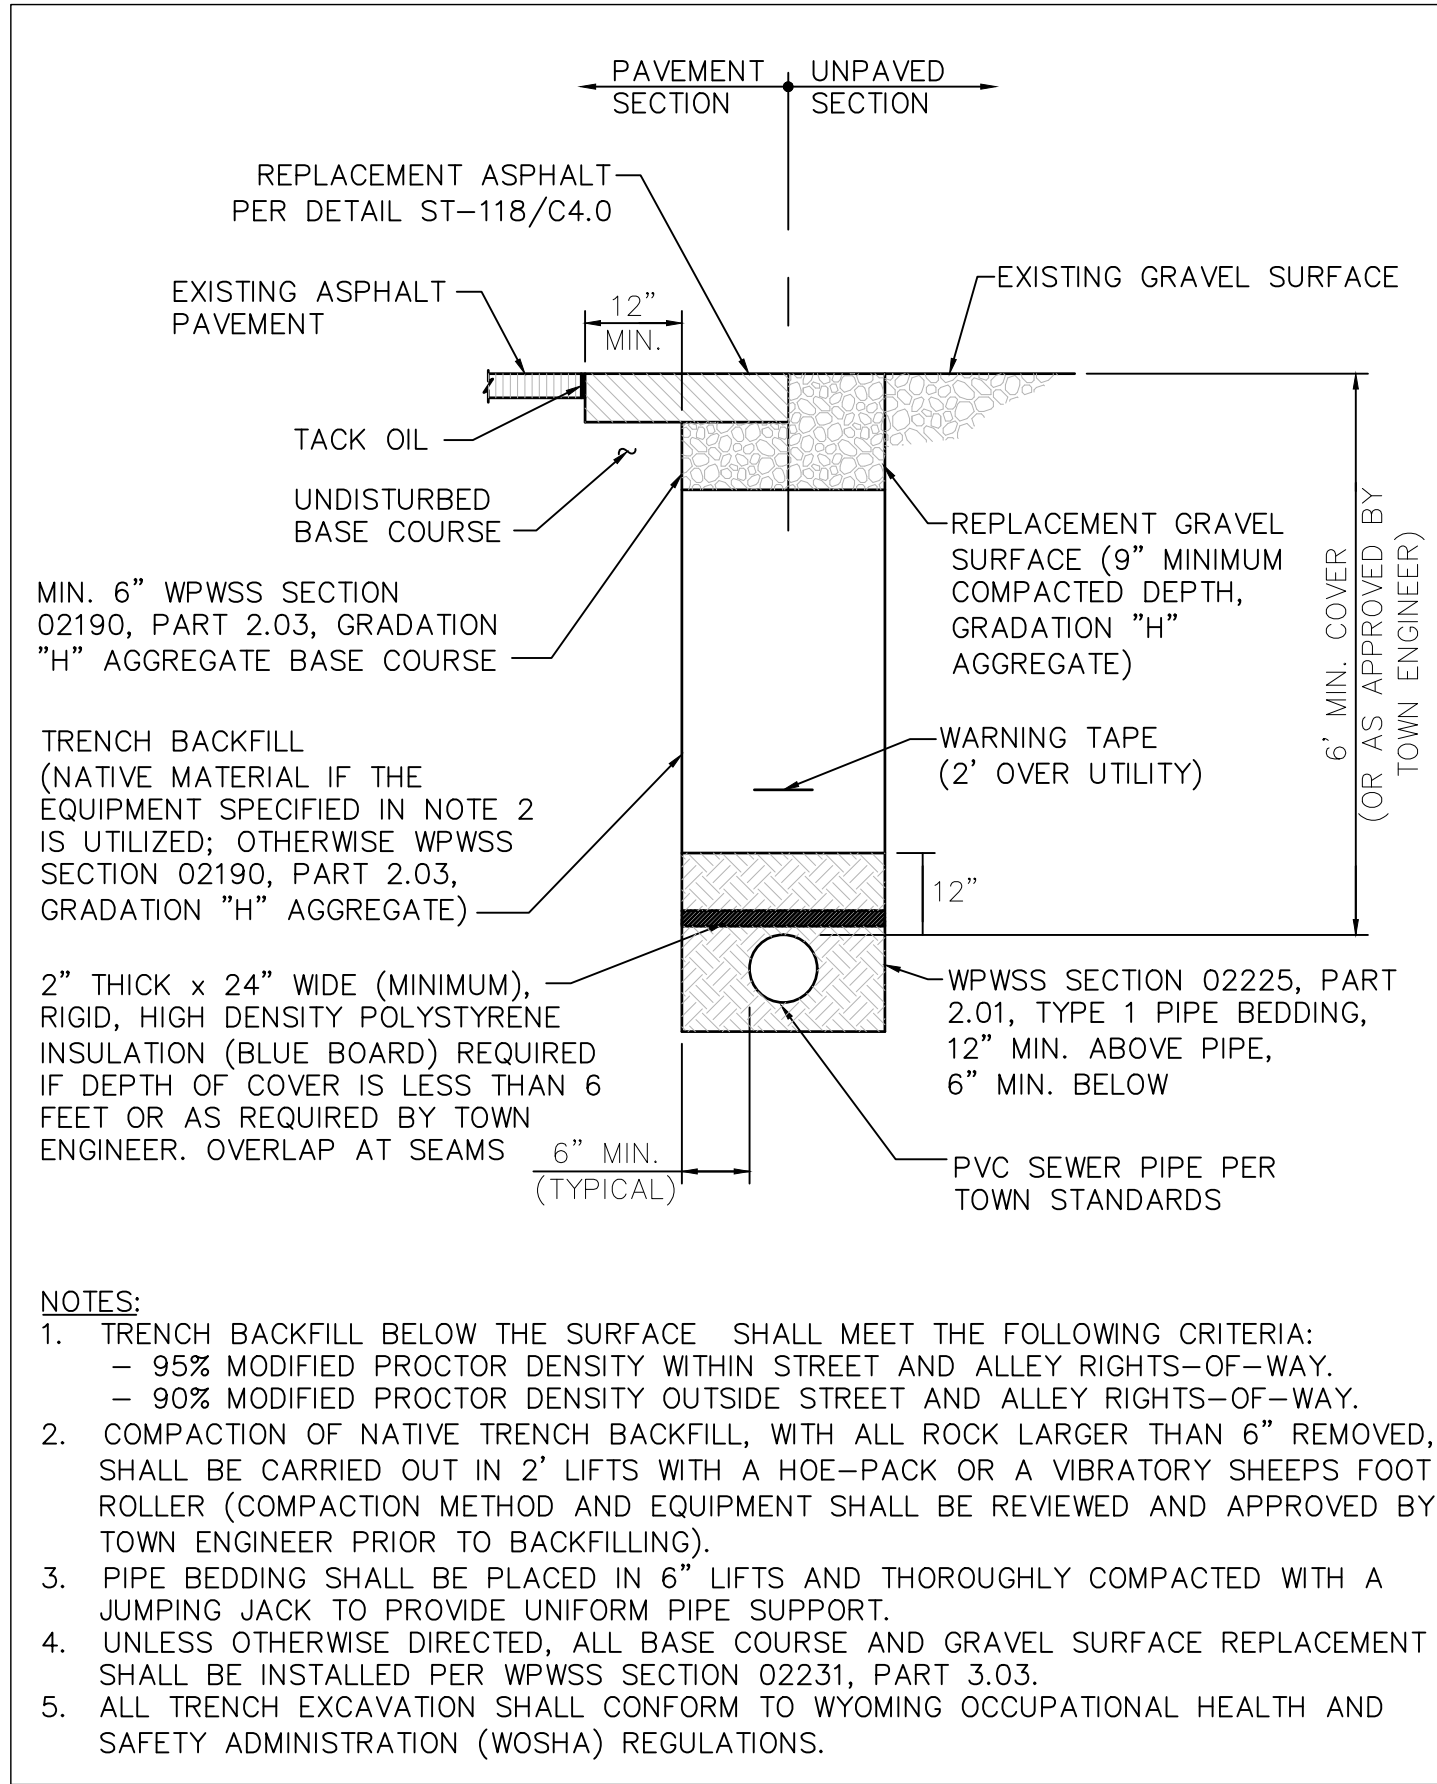 PAVEMENT
SECTION
UNPAVED
SECTION
REPLACEMENT ASPHALT
PER DETAIL ST-118/C4.0
EXISTING ASPHALT
PAVEMENT
12"
MIN.
EXISTING GRAVEL SURFACE
TACK OIL
UNDISTURBED
BASE COURSE
MIN. 6" WPWSS SECTION
02190, PART 2.03, GRADATION
"H" AGGREGATE BASE COURSE
REPLACEMENT GRAVEL
SURFACE (9" MINIMUM
COMPACTED DEPTH,
GRADATION "H"
AGGREGATE)
6' MIN. COVER
(OR AS APPROVED BY
TOWN ENGINEER)
TRENCH BACKFILL
(NATIVE MATERIAL IF THE
EQUIPMENT SPECIFIED IN NOTE 2
IS UTILIZED; OTHERWISE WPWSS
SECTION 02190, PART 2.03,
GRADATION "H" AGGREGATE)
WARNING TAPE
(2' OVER UTILITY)
12"
2" THICK x 24" WIDE (MINIMUM),
RIGID, HIGH DENSITY POLYSTYRENE
INSULATION (BLUE BOARD) REQUIRED
IF DEPTH OF COVER IS LESS THAN 6
FEET OR AS REQUIRED BY TOWN
ENGINEER. OVERLAP AT SEAMS
WPWSS SECTION 02225, PART
2.01, TYPE 1 PIPE BEDDING,
12" MIN. ABOVE PIPE,
6" MIN. BELOW
6" MIN.
(TYPICAL)
PVC SEWER PIPE PER
TOWN STANDARDS
NOTES:
1. TRENCH BACKFILL BELOW THE SURFACE SHALL MEET THE FOLLOWING CRITERIA:
- 95% MODIFIED PROCTOR DENSITY WITHIN STREET AND ALLEY RIGHTS-OF-WAY.
- 90% MODIFIED PROCTOR DENSITY OUTSIDE STREET AND ALLEY RIGHTS-OF-WAY.
2. COMPACTION OF NATIVE TRENCH BACKFILL, WITH ALL ROCK LARGER THAN 6" REMOVED,
SHALL BE CARRIED OUT IN 2' LIFTS WITH A HOE-PACK OR A VIBRATORY SHEEPS FOOT
ROLLER (COMPACTION METHOD AND EQUIPMENT SHALL BE REVIEWED AND APPROVED BY
TOWN ENGINEER PRIOR TO BACKFILLING).
3. PIPE BEDDING SHALL BE PLACED IN 6" LIFTS AND THOROUGHLY COMPACTED WITH A
JUMPING JACK TO PROVIDE UNIFORM PIPE SUPPORT.
4. UNLESS OTHERWISE DIRECTED, ALL BASE COURSE AND GRAVEL SURFACE REPLACEMENT
SHALL BE INSTALLED PER WPWSS SECTION 02231, PART 3.03.
5. ALL TRENCH EXCAVATION SHALL CONFORM TO WYOMING OCCUPATIONAL HEALTH AND
SAFETY ADMINISTRATION (WOSHA) REGULATIONS.